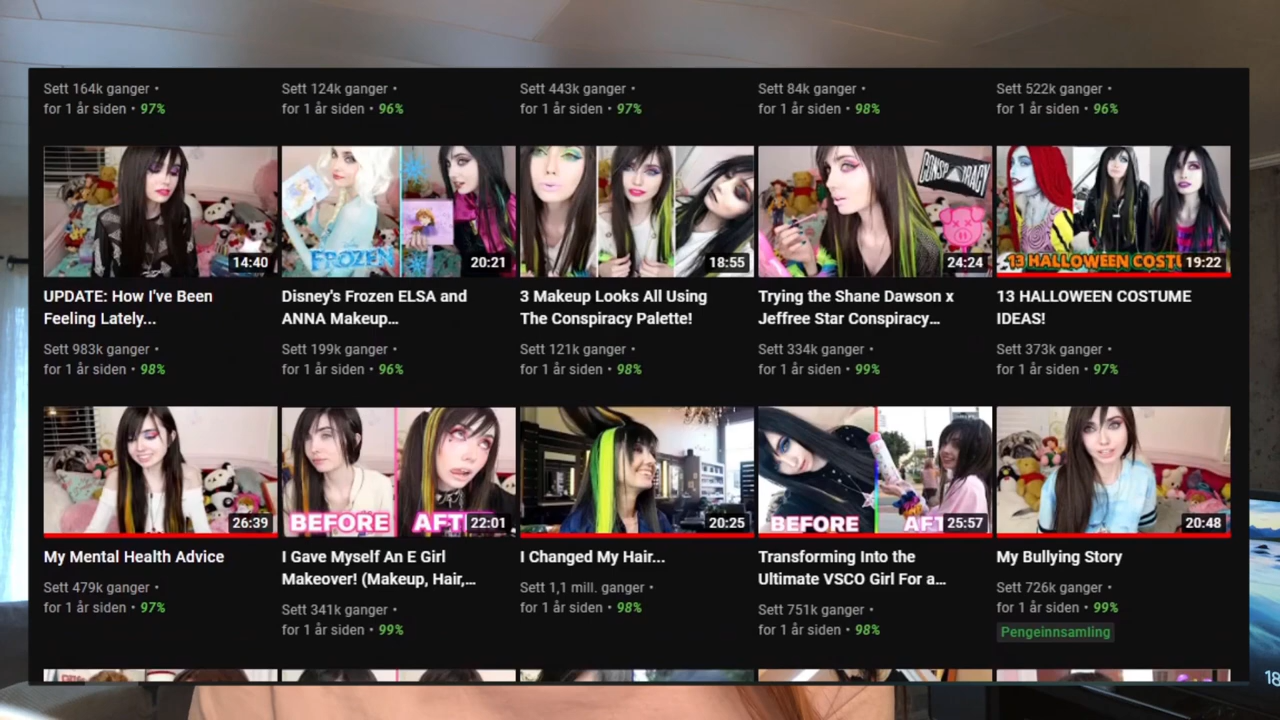 Sett 164k ganger •
for 1 år siden • 97%
Sett 124k ganger •
for 1 år siden • 96%
Sett 443k ganger •
for 1 år siden • 97%
Sett 84k ganger •
for 1 år siden • 98%
Sett 522k ganger •
for 1 år siden • 96%
14:40
UPDATE: How I've Been
Feeling Lately...
Sett 983k ganger •
for 1 år siden • 98%
FROZEN
20:21
Disney's Frozen ELSA and
ANNA Makeup...
Sett 199k ganger •
for 1 år siden • 96%
18:55
3 Makeup Looks All Using
The Conspiracy Palette!
Sett 121k ganger •
for 1 år siden • 98%
24:24
Trying the Shane Dawson x
Jeffree Star Conspiracy...
Sett 334k ganger •
for 1 år siden • 99%
13 HALLOWEEN COSTU
19:22
13 HALLOWEEN COSTUME
IDEAS!
Sett 373k ganger •
for 1 år siden • 97%
26:39
My Mental Health Advice
Sett 479k ganger •
for 1 år siden • 97%
BEFORE
AFT
22:01
I Gave Myself An E Girl
Makeover! (Makeup, Hair,...
Sett 341k ganger •
for 1 år siden • 99%
20:25
I Changed My Hair...
Sett 1,1 mill. ganger •
for 1 år siden • 98%
BEFORE
AFT
25:57
Transforming Into the
Ultimate VSCO Girl For a...
Sett 751k ganger •
for 1 år siden • 98%
20:48
My Bullying Story
Sett 726k ganger •
for 1 år siden • 99%
Pengeinnsamling
18